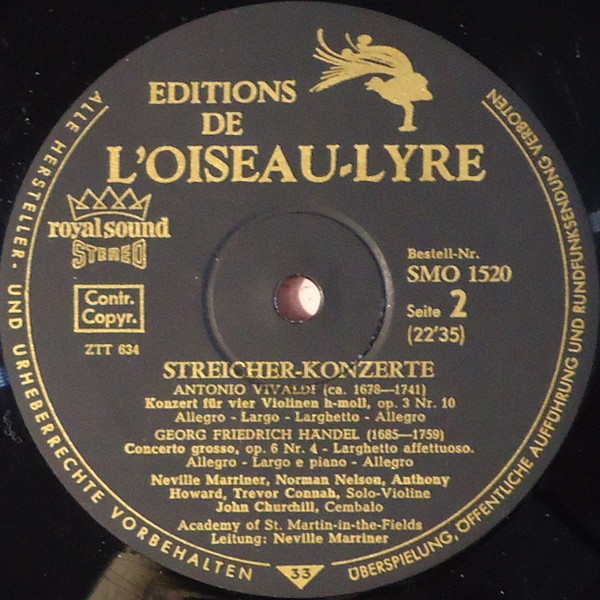 EDITIONS
DE
L'OISEAU-LYRE
royal sound
STEREO
Contr.
Copyr.
ZTT 634
Bestell-Nr.
SMO 1520
Seite 2
(22'35)
STREICHER-KONZERTE
ANTONIO VIVALDI (ca. 1678—1741)
Konzert für vier Violinen h-moll, op. 3 Nr. 10
Allegro - Largo - Larghetto - Allegro
GEORG FRIEDRICH HÄNDEL (1685—1759)
Concerto grosso, op. 6 Nr. 4 - Larghetto affettuoso.
Allegro - Largo e piano - Allegro
Neville Marriner, Norman Nelson, Anthony
Howard, Trevor Connah, Solo-Violine
John Churchill, Cembalo
Academy of St. Martin-in-the-Fields
Leitung: Neville Marriner
33
ALLE HERSTELLER- UND URHEBERRECHTE VORBEHALTEN
ÜBERSPIELUNG, ÖFFENTLICHE AUFFÜHRUNG UND RUNDFUNKSENDUNG VERBOTEN